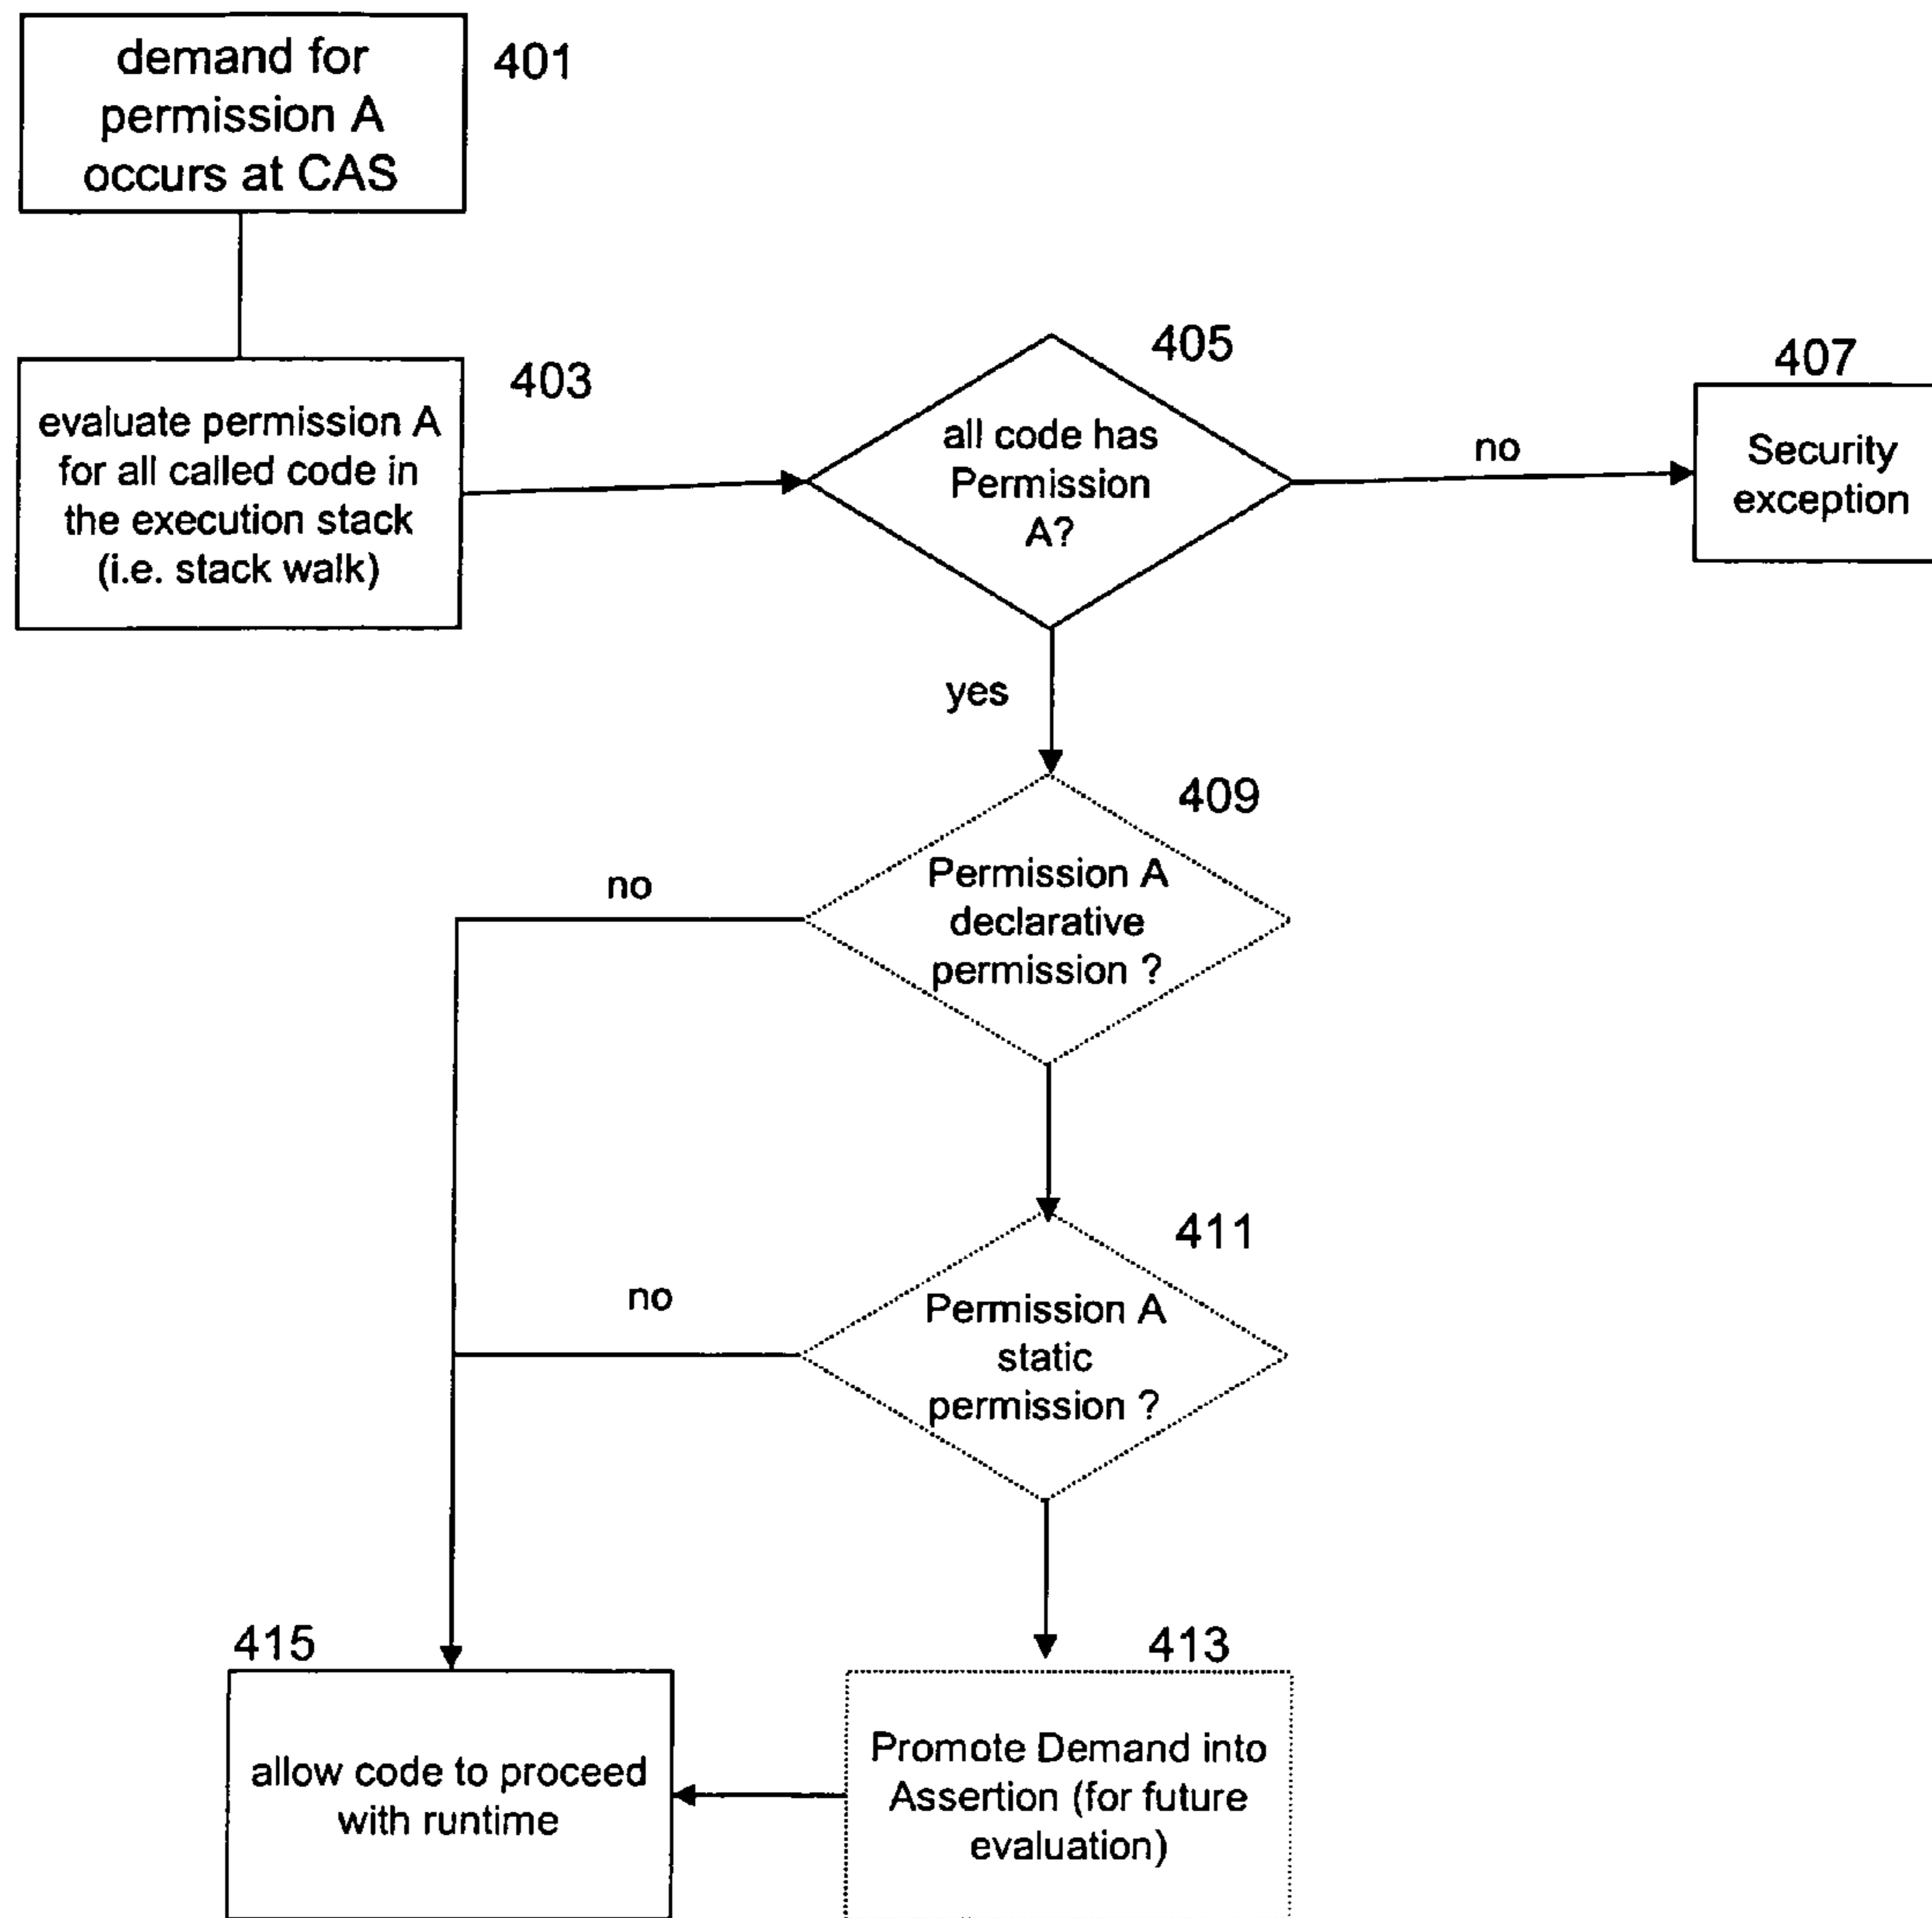 demand for
permission A
occurs at CAS
401
evaluate permission A
for all called code in
the execution stack
(i.e. stack walk)
403
all code has
Permission
A?
405
no
407
Security
exception
yes
409
Permission A
declarative
permission ?
no
411
Permission A
static
permission ?
no
415
allow code to proceed
with runtime
413
Promote Demand into
Assertion (for future
evaluation)